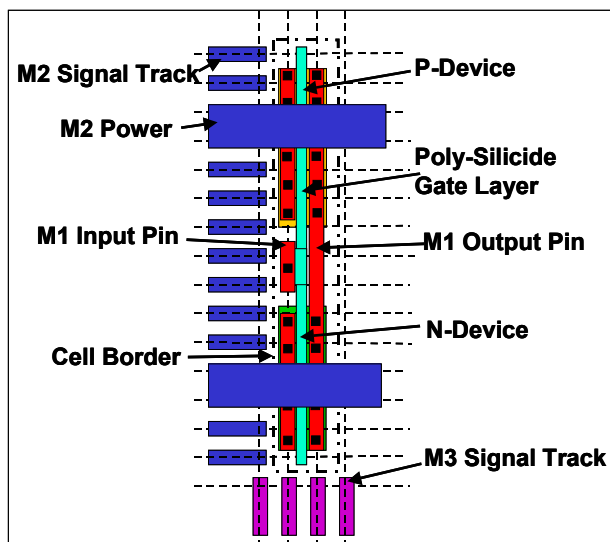 M2 Signal Track
P-Device
M2 Power
Poly-Silicide
Gate Layer
M1 Input Pin
M1 Output Pin
N-Device
Cell Border
M3 Signal Track